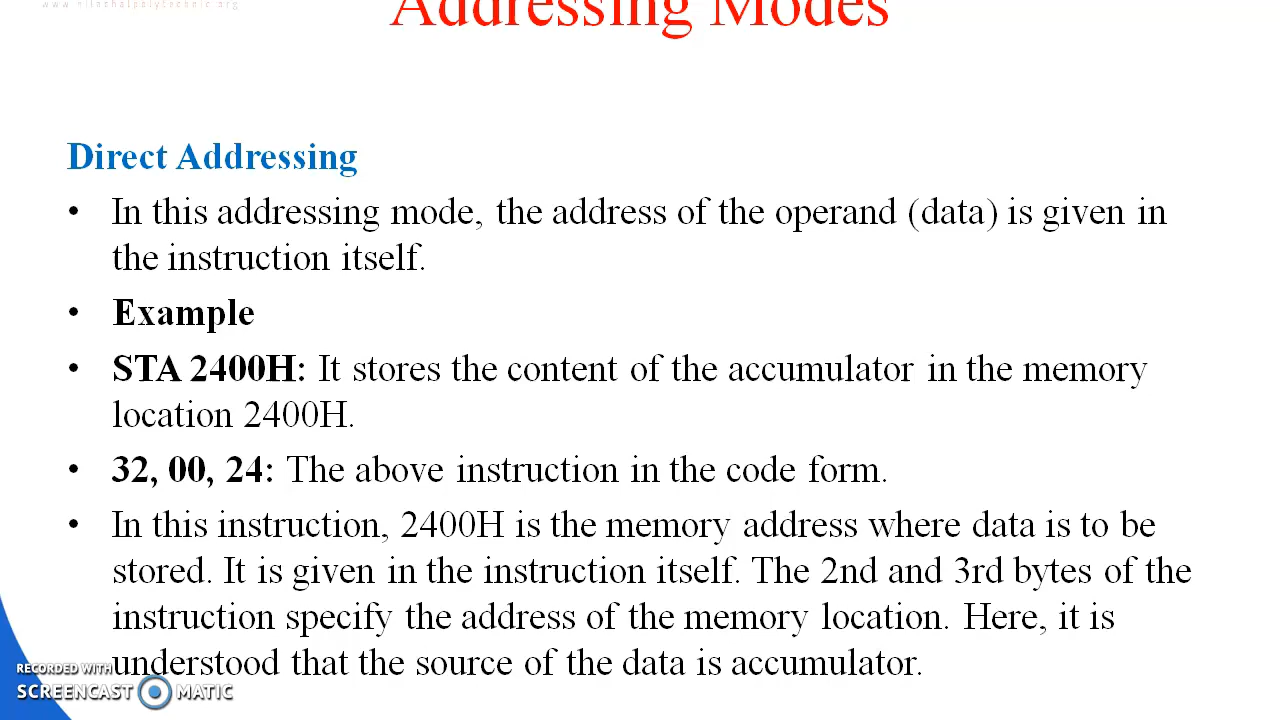 Addressing Modes
Direct Addressing
• In this addressing mode, the address of the operand (data) is given in
the instruction itself.
• Example
• STA 2400H: It stores the content of the accumulator in the memory
location 2400H.
• 32, 00, 24: The above instruction in the code form.
• In this instruction, 2400H is the memory address where data is to be
stored. It is given in the instruction itself. The 2nd and 3rd bytes of the
instruction specify the address of the memory location. Here, it is
understood that the source of the data is accumulator.
RECORDED WITH
SCREENCAST MATIC